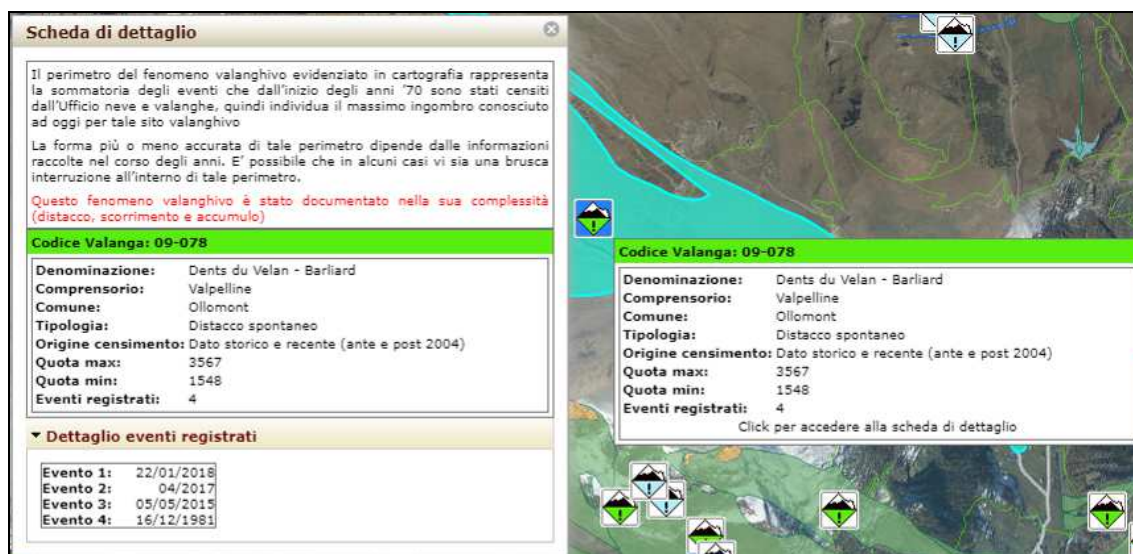 Scheda di dettaglio
Il perimetro del fenomeno valanghivo evidenziato in cartografia rappresenta
la sommatoria degli eventi che dall'inizio degli anni '70 sono stati censiti
dall'Ufficio neve e valanghe, quindi individua il massimo ingombro conosciuto
ad oggi per tale sito valanghivo
La forma più o meno accurata di tale perimetro dipende dalle informazioni
raccolte nel corso degli anni. E' possibile che in alcuni casi vi sia una brusca
interruzione all'interno di tale perimetro.
Questo fenomeno valanghivo è stato documentato nella sua complessità
(distacco, scorrimento e accumulo)
Codice Valanga: 09-078
Denominazione: Dents du Velan - Barliard
Comprensorio: Valpelline
Comune: Ollomont
Tipologia: Distacco spontaneo
Origine censimento: Dato storico e recente (ante e post 2004)
Quota max: 3567
Quota min: 1548
Eventi registrati: 4
Dettaglio eventi registrati
Evento 1: 22/01/2018
Evento 2: 04/2017
Evento 3: 05/05/2015
Evento 4: 16/12/1981
Codice Valanga: 09-078
Denominazione: Dents du Velan - Barliard
Comprensorio: Valpelline
Comune: Ollomont
Tipologia: Distacco spontaneo
Origine censimento: Dato storico e recente (ante e post 2004)
Quota max: 3567
Quota min: 1548
Eventi registrati: 4
Click per accedere alla scheda di dettaglio